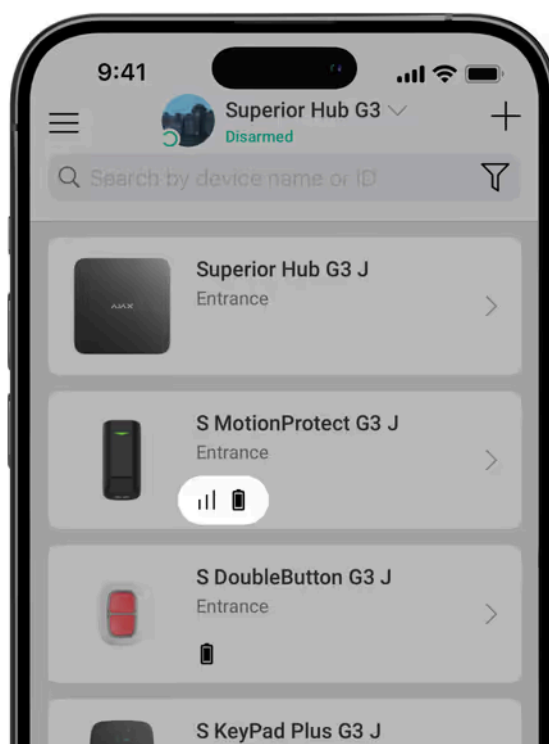 9:41
Superior Hub G3
Disarmed
Search by device name or ID
AJAX
Superior Hub G3 J
Entrance
S MotionProtect G3 J
Entrance
S DoubleButton G3 J
Entrance
S KeyPad Plus G3 J